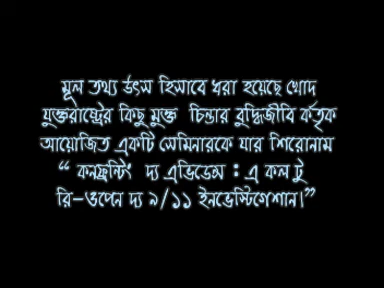 মূল তথ্য উৎস হিসাবে ধরা হয়েছে খোদ
যুক্তরাষ্ট্রের কিছু মুক্ত চিন্তার বুদ্ধিজীবি কর্তৃক
আয়োজিত একটি সেমিনারকে যার শিরোনাম
“ কনফ্রন্টিং দ্য এভিডেন্স : এ কল টু
রি-ওপেন দ্য ৯/১১ ইনভেস্টিগেশান।”